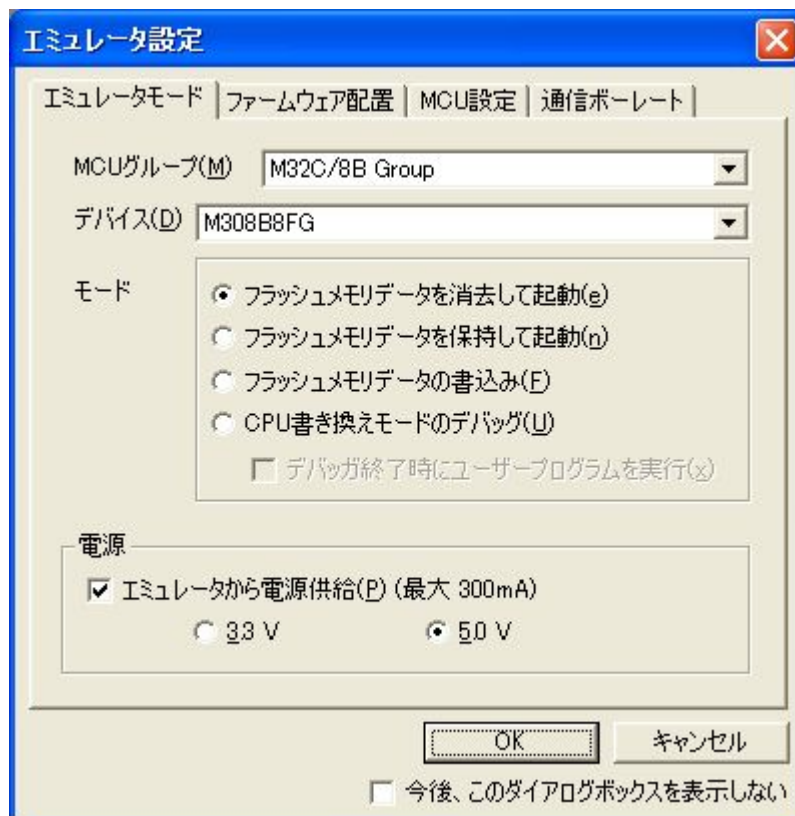 エミュレータ設定
エミュレータモード ファームウェア配置 MCU設定 通信ボーレート
MCUグループ(M) M32C/8B Group
デバイス(D) M308B8FG
モード
フラッシュメモリデータを消去して起動(e)
フラッシュメモリデータを保持して起動(n)
フラッシュメモリデータの書込み(F)
CPU書き換えモードのデバッグ(U)
デバッガ終了時にユーザープログラムを実行(x)
電源
エミュレータから電源供給(P) (最大 300mA)
3.3 V 5.0 V
OK キャンセル
今後、このダイアログボックスを表示しない